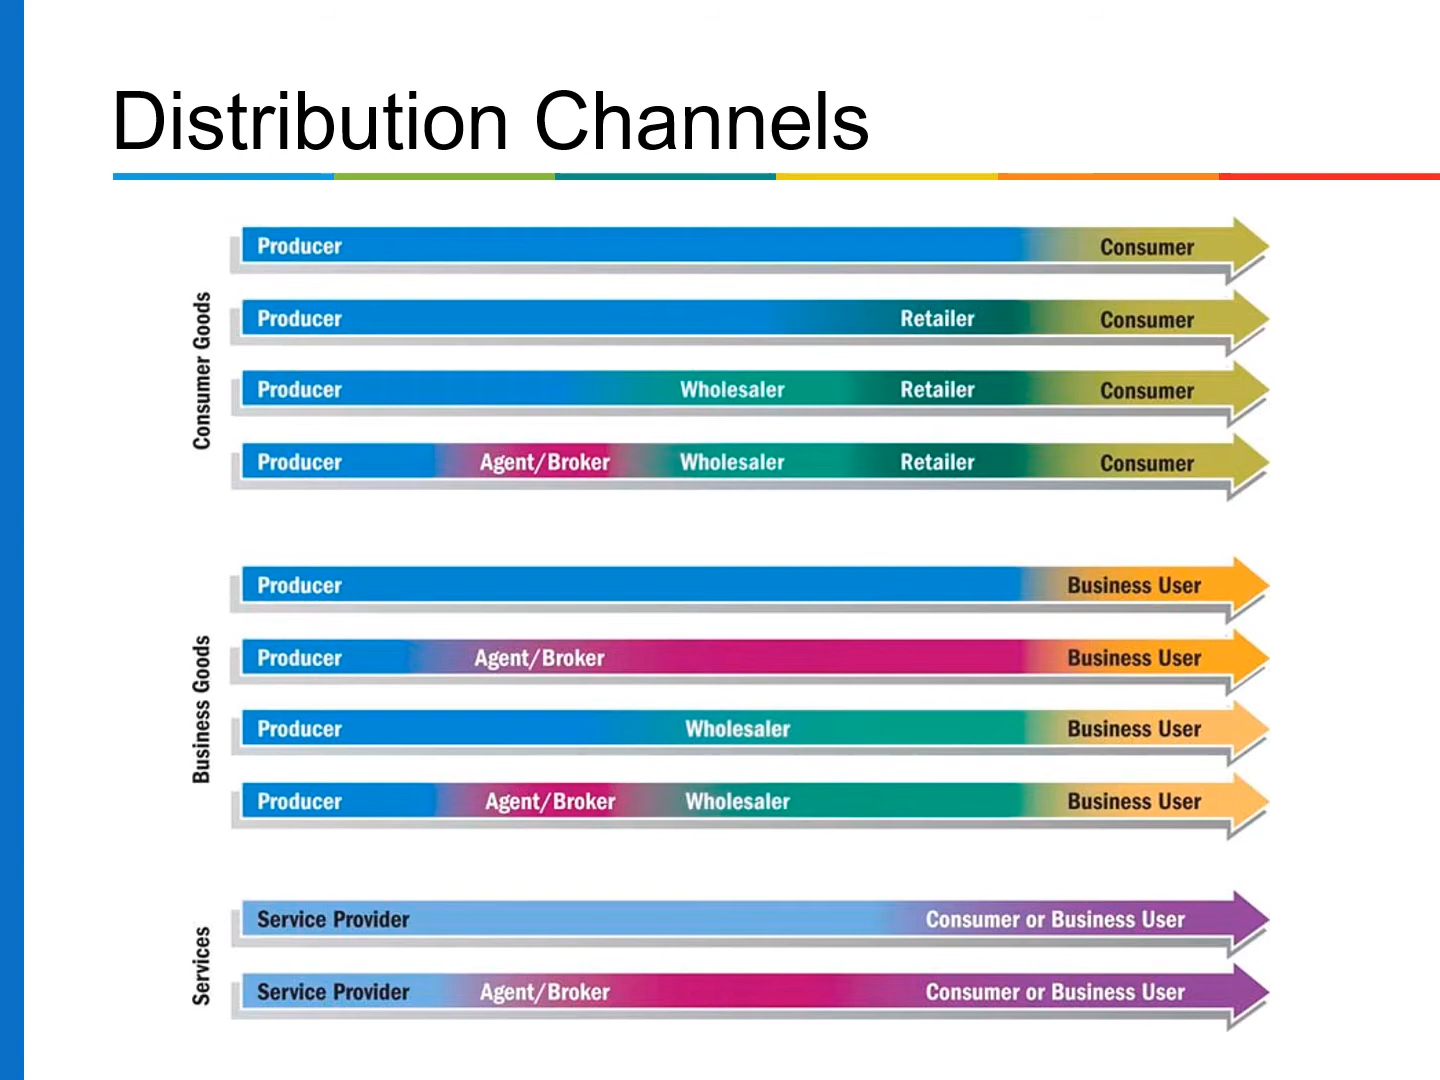 Distribution Channels
Consumer Goods
Producer Consumer
Producer Retailer Consumer
Producer Wholesaler Retailer Consumer
Producer Agent/Broker Wholesaler Retailer Consumer
Business Goods
Producer Business User
Producer Agent/Broker Business User
Producer Wholesaler Business User
Producer Agent/Broker Wholesaler Business User
Services
Service Provider Consumer or Business User
Service Provider Agent/Broker Consumer or Business User